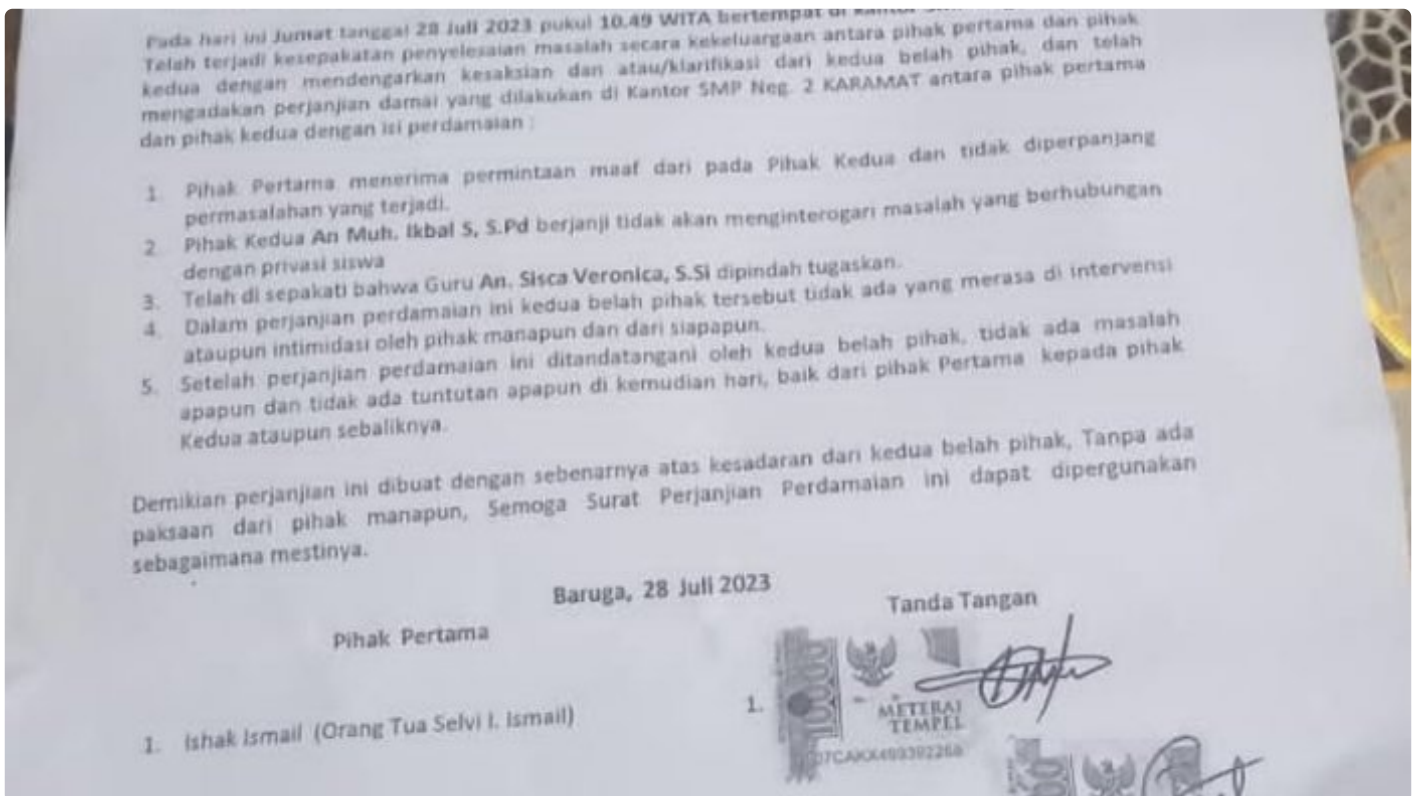 Pada hari ini Jumat tanggal 28 Juli 2023 pukul 10.49 WITA bertempat di kantor
Telah terjadi kesepakatan penyelesaian masalah secara kekeluargaan antara pihak pertama dan pihak
kedua dengan mendengarkan kesaksian dan atau/klarifikasi dari kedua belah pihak, dan telah
mengadakan perjanjian damai yang dilakukan di Kantor SMP Neg. 2 KARAMAT antara pihak pertama
dan pihak kedua dengan isi perdamaian :
1. Pihak Pertama menerima permintaan maaf dari pada Pihak Kedua dan tidak diperpanjang
permasalahan yang terjadi.
2. Pihak Kedua An Muh. Ikbal S, S.Pd berjanji tidak akan menginterogari masalah yang berhubungan
dengan privasi siswa
3. Telah di sepakati bahwa Guru An. Sisca Veronica, S.Si dipindah tugaskan.
4. Dalam perjanjian perdamaian ini kedua belah pihak tersebut tidak ada yang merasa di intervensi
ataupun intimidasi oleh pihak manapun dan dari siapapun.
5. Setelah perjanjian perdamaian ini ditandatangani oleh kedua belah pihak, tidak ada masalah
apapun dan tidak ada tuntutan apapun di kemudian hari, baik dari pihak Pertama kepada pihak
Kedua ataupun sebaliknya.
Demikian perjanjian ini dibuat dengan sebenarnya atas kesadaran dari kedua belah pihak, Tanpa ada
paksaan dari pihak manapun, Semoga Surat Perjanjian Perdamaian ini dapat dipergunakan
sebagaimana mestinya.
Baruga, 28 Juli 2023
Pihak Pertama
Tanda Tangan
1. Ishak Ismail (Orang Tua Selvi I. Ismail)
1.
METERAI
TEMPEL